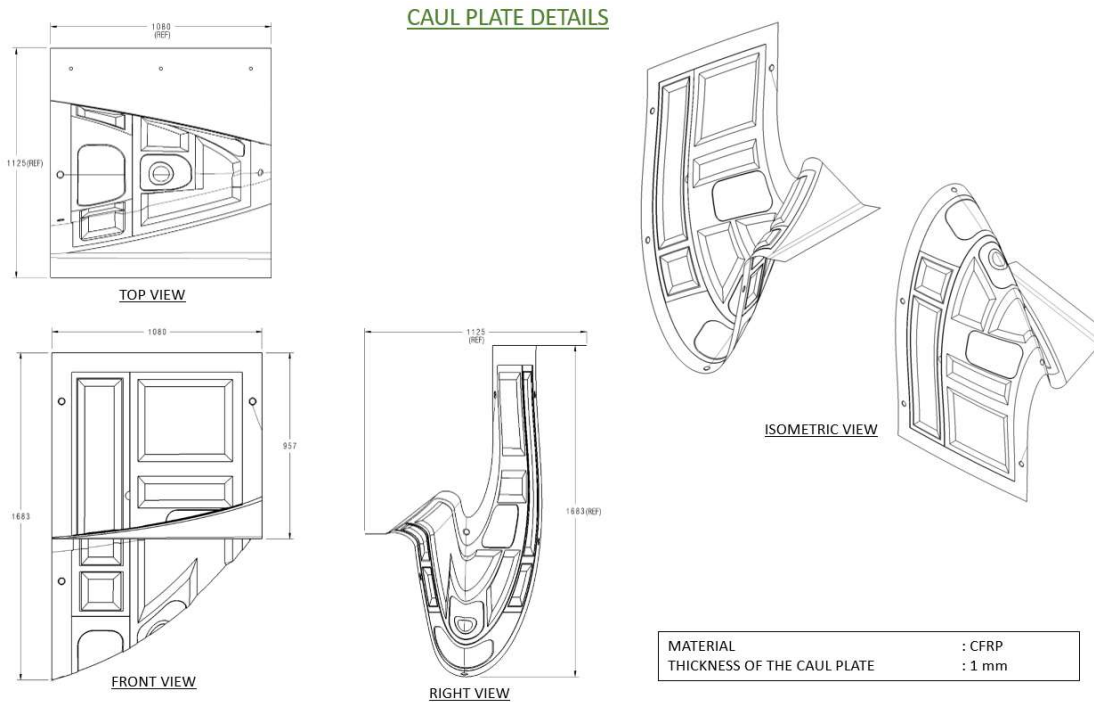 CAUL PLATE DETAILS
1080
(REF)
1125(REF)
TOP VIEW
1080
957
1683
FRONT VIEW
1125
(REF)
1683(REF)
RIGHT VIEW
ISOMETRIC VIEW
MATERIAL : CFRP
THICKNESS OF THE CAUL PLATE : 1 mm